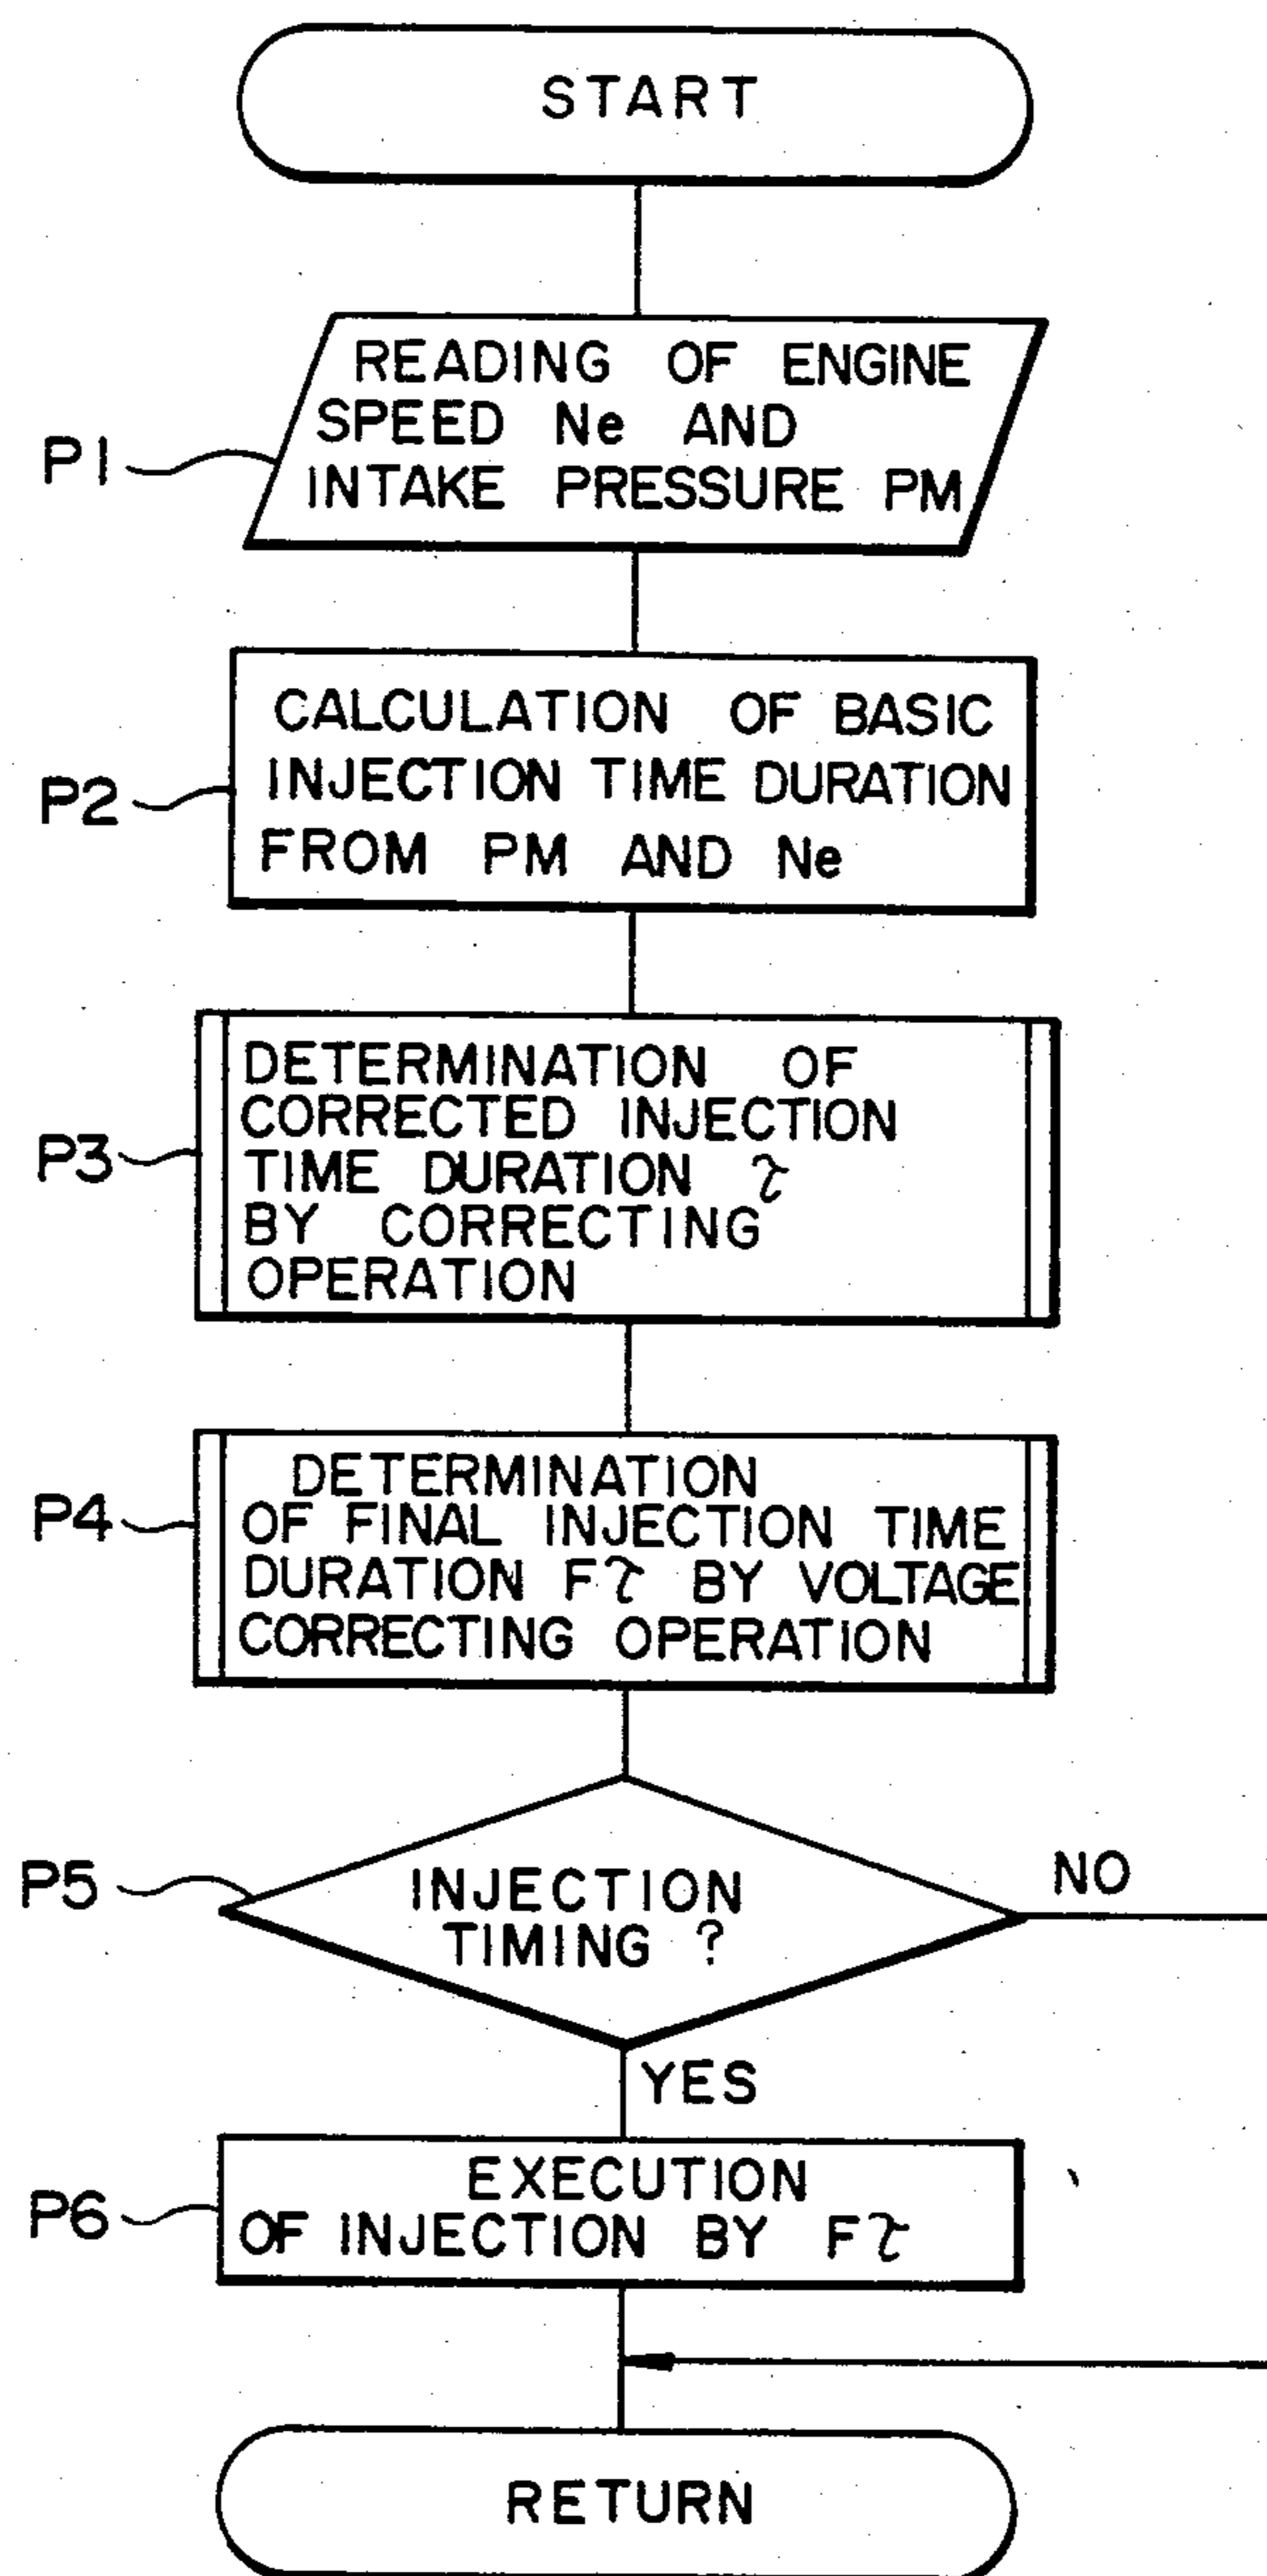 START
READING OF ENGINE
SPEED Ne AND
INTAKE PRESSURE PM
P1
CALCULATION OF BASIC
INJECTION TIME DURATION
FROM PM AND Ne
P2
DETERMINATION OF
CORRECTED INJECTION
TIME DURATION τ
BY CORRECTING
OPERATION
P3
DETERMINATION
OF FINAL INJECTION TIME
DURATION Fτ BY VOLTAGE
CORRECTING OPERATION
P4
INJECTION
TIMING ?
P5
NO
YES
EXECUTION
OF INJECTION BY Fτ
P6
RETURN